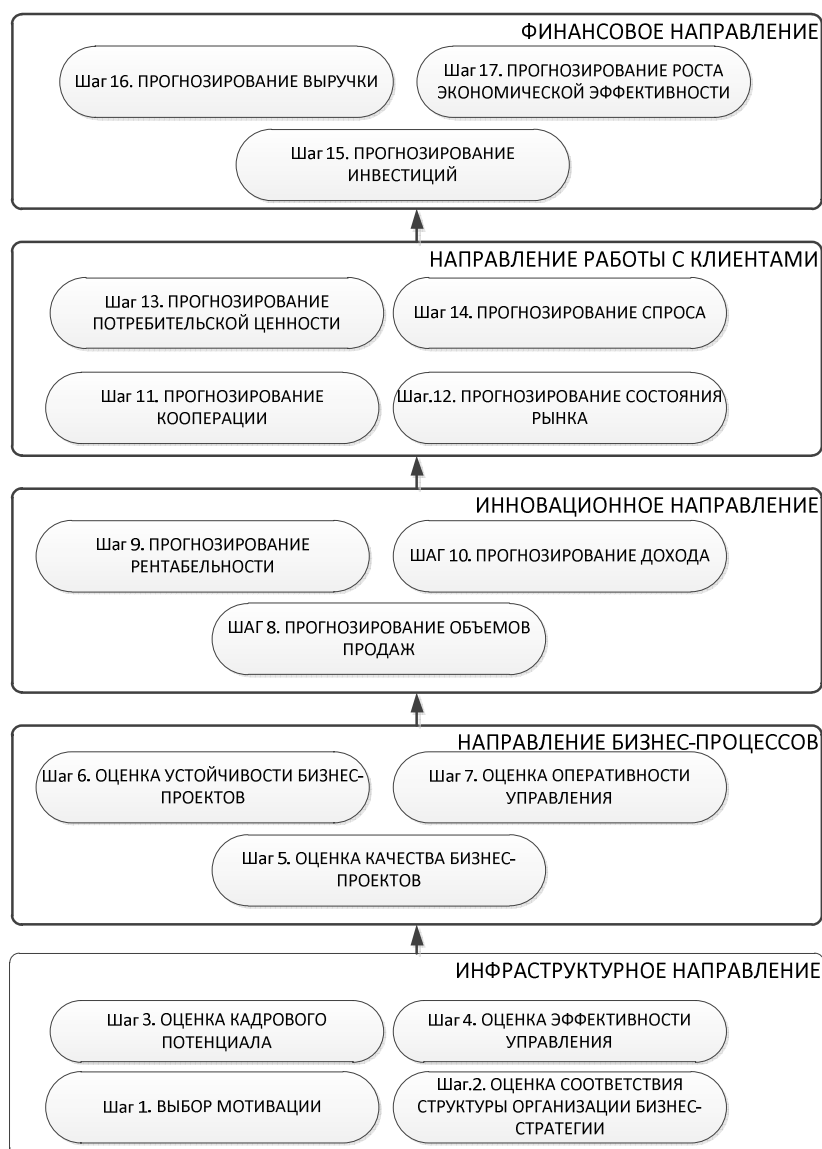 ФИНАНСОВОЕ НАПРАВЛЕНИЕ
Шаг 16. ПРОГНОЗИРОВАНИЕ ВЫРУЧКИ
Шаг 17. ПРОГНОЗИРОВАНИЕ РОСТА
ЭКОНОМИЧЕСКОЙ ЭФФЕКТИВНОСТИ
Шаг 15. ПРОГНОЗИРОВАНИЕ
ИНВЕСТИЦИЙ
НАПРАВЛЕНИЕ РАБОТЫ С КЛИЕНТАМИ
Шаг 13. ПРОГНОЗИРОВАНИЕ
ПОТРЕБИТЕЛЬСКОЙ ЦЕННОСТИ
Шаг 14. ПРОГНОЗИРОВАНИЕ СПРОСА
Шаг 11. ПРОГНОЗИРОВАНИЕ
КООПЕРАЦИИ
Шаг.12. ПРОГНОЗИРОВАНИЕ СОСТОЯНИЯ
РЫНКА
ИННОВАЦИОННОЕ НАПРАВЛЕНИЕ
Шаг 9. ПРОГНОЗИРОВАНИЕ
РЕНТАБЕЛЬНОСТИ
ШАГ 10. ПРОГНОЗИРОВАНИЕ ДОХОДА
ШАГ 8. ПРОГНОЗИРОВАНИЕ ОБЪЕМОВ
ПРОДАЖ
НАПРАВЛЕНИЕ БИЗНЕС-ПРОЦЕССОВ
Шаг 6. ОЦЕНКА УСТОЙЧИВОСТИ БИЗНЕС-
ПРОЕКТОВ
Шаг 7. ОЦЕНКА ОПЕРАТИВНОСТИ
УПРАВЛЕНИЯ
Шаг 5. ОЦЕНКА КАЧЕСТВА БИЗНЕС-
ПРОЕКТОВ
ИНФРАСТРУКТУРНОЕ НАПРАВЛЕНИЕ
Шаг 3. ОЦЕНКА КАДРОВОГО
ПОТЕНЦИАЛА
Шаг 4. ОЦЕНКА ЭФФЕКТИВНОСТИ
УПРАВЛЕНИЯ
Шаг 1. ВЫБОР МОТИВАЦИИ
Шаг.2. ОЦЕНКА СООТВЕТСТВИЯ
СТРУКТУРЫ ОРГАНИЗАЦИИ БИЗНЕС-
СТРАТЕГИИ